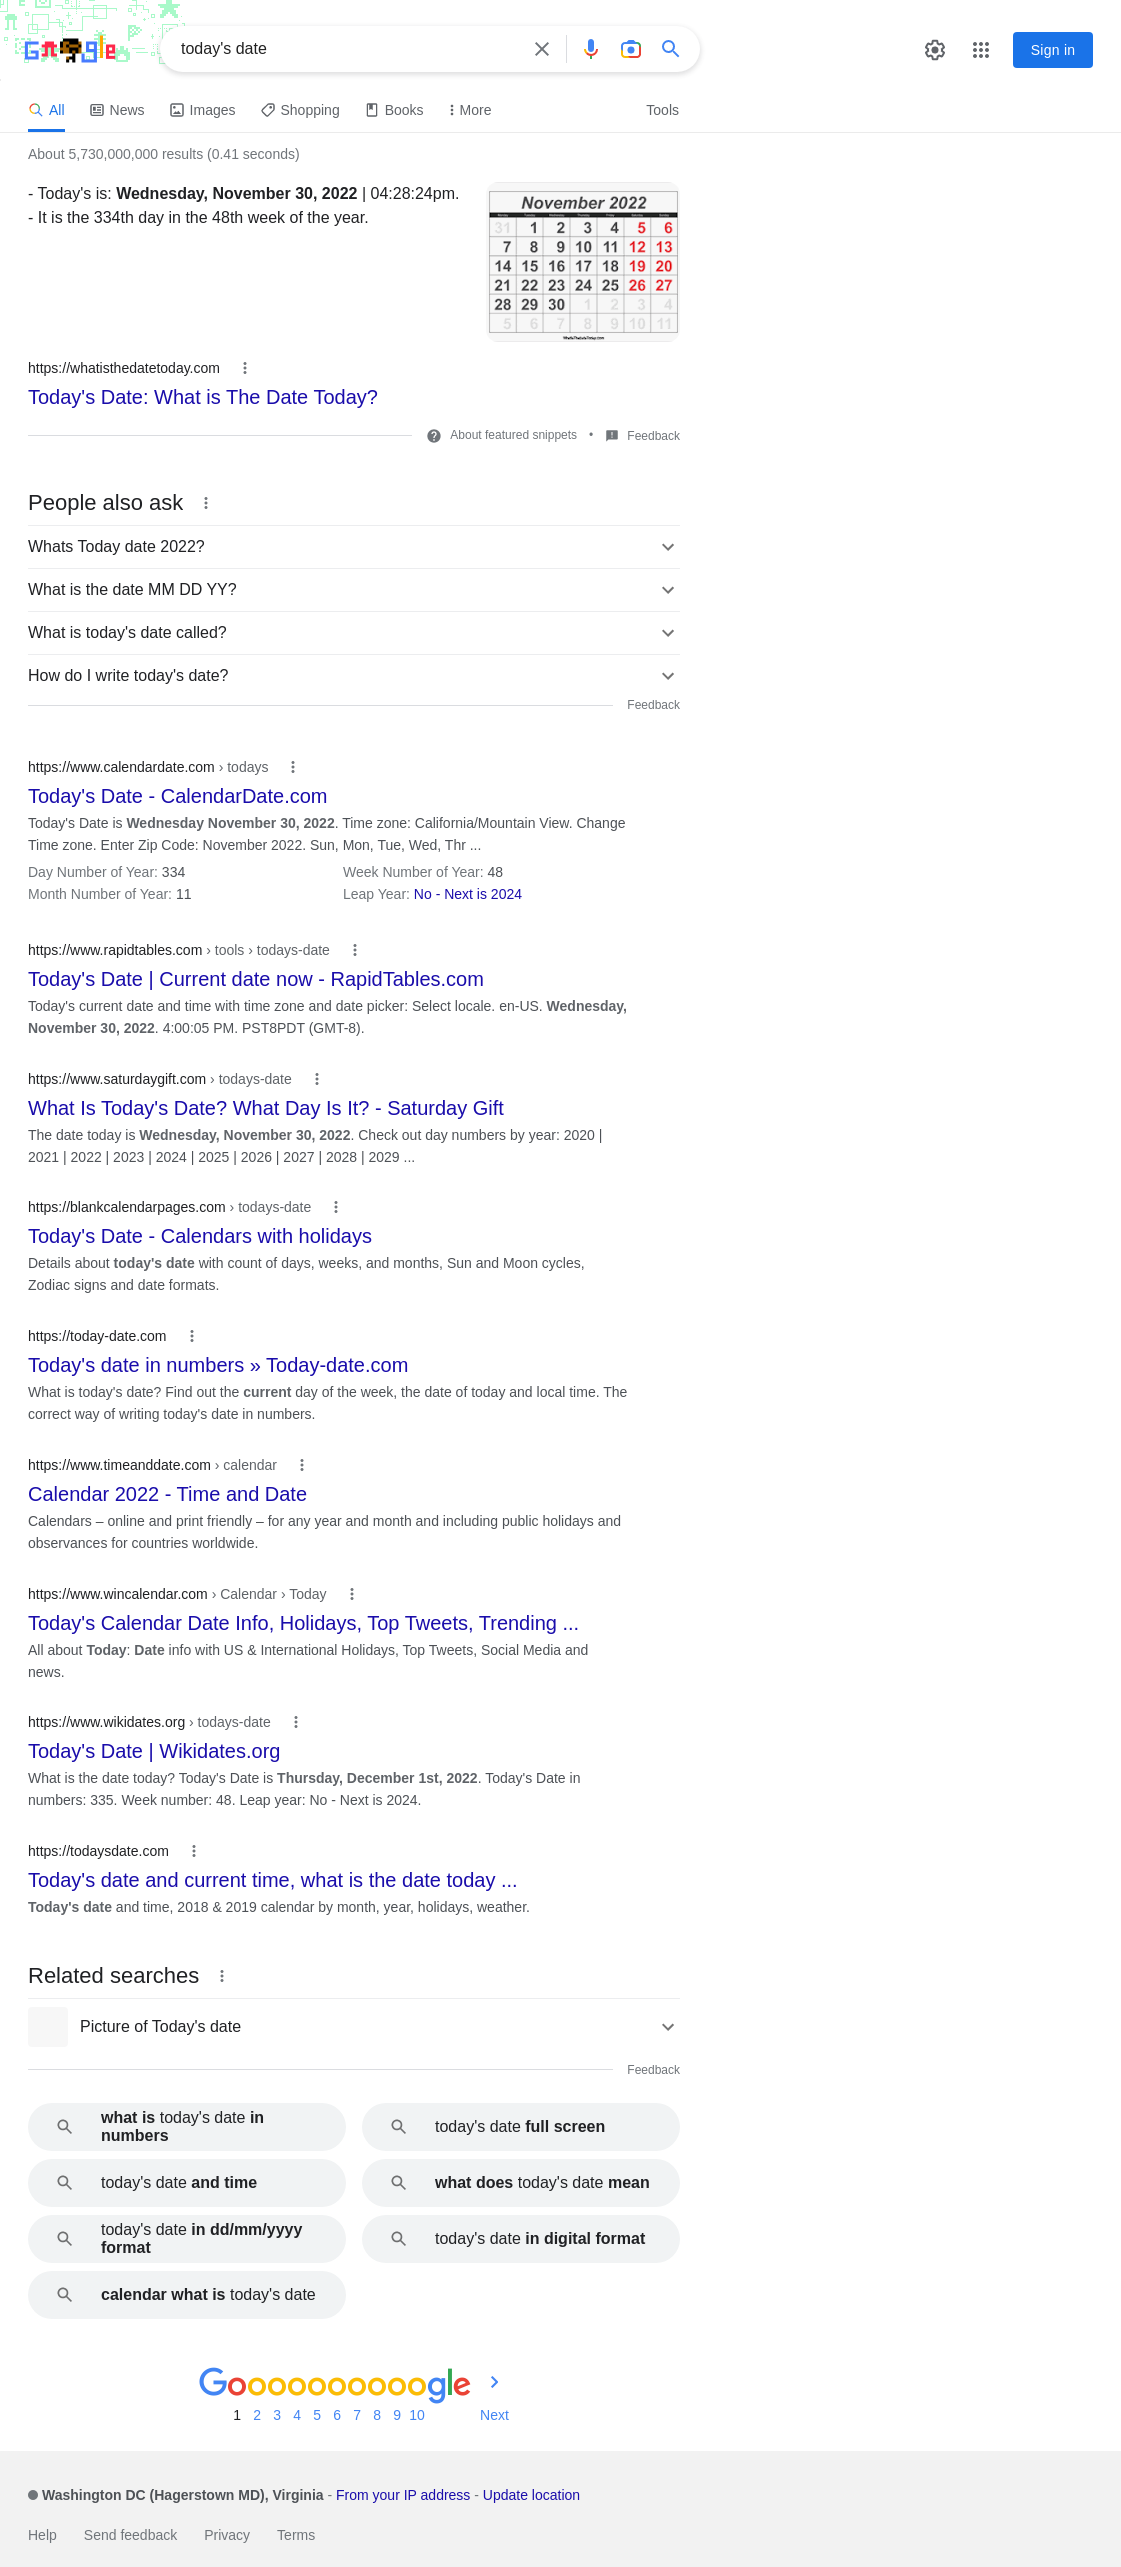 Google
today's date
Sign in
All
News
Images
Shopping
Books
More
Tools
About 5,730,000,000 results (0.41 seconds)
- Today's is: Wednesday, November 30, 2022 | 04:28:24pm.
- It is the 334th day in the 48th week of the year.
November 2022
Monday Tuesday Wednesday Thursday Friday Saturday Sunday
31 1 2 3 4 5 6
7 8 9 10 11 12 13
14 15 16 17 18 19 20
21 22 23 24 25 26 27
28 29 30 1 2 3 4
5 6 7 8 9 10 11
WhatIsTheDateToday.com
https://whatisthedatetoday.com
Today's Date: What is The Date Today?
About featured snippets • Feedback
People also ask
Whats Today date 2022?
What is the date MM DD YY?
What is today's date called?
How do I write today's date?
Feedback
https://www.calendardate.com › todays
Today's Date - CalendarDate.com
Today's Date is Wednesday November 30, 2022. Time zone: California/Mountain View. Change
Time zone. Enter Zip Code: November 2022. Sun, Mon, Tue, Wed, Thr ...
Day Number of Year: 334
Week Number of Year: 48
Month Number of Year: 11
Leap Year: No - Next is 2024
https://www.rapidtables.com › tools › todays-date
Today's Date | Current date now - RapidTables.com
Today's current date and time with time zone and date picker: Select locale. en-US. Wednesday,
November 30, 2022. 4:00:05 PM. PST8PDT (GMT-8).
https://www.saturdaygift.com › todays-date
What Is Today's Date? What Day Is It? - Saturday Gift
The date today is Wednesday, November 30, 2022. Check out day numbers by year: 2020 |
2021 | 2022 | 2023 | 2024 | 2025 | 2026 | 2027 | 2028 | 2029 ...
https://blankcalendarpages.com › todays-date
Today's Date - Calendars with holidays
Details about today's date with count of days, weeks, and months, Sun and Moon cycles,
Zodiac signs and date formats.
https://today-date.com
Today's date in numbers » Today-date.com
What is today's date? Find out the current day of the week, the date of today and local time. The
correct way of writing today's date in numbers.
https://www.timeanddate.com › calendar
Calendar 2022 - Time and Date
Calendars – online and print friendly – for any year and month and including public holidays and
observances for countries worldwide.
https://www.wincalendar.com › Calendar › Today
Today's Calendar Date Info, Holidays, Top Tweets, Trending ...
All about Today: Date info with US & International Holidays, Top Tweets, Social Media and
news.
https://www.wikidates.org › todays-date
Today's Date | Wikidates.org
What is the date today? Today's Date is Thursday, December 1st, 2022. Today's Date in
numbers: 335. Week number: 48. Leap year: No - Next is 2024.
https://todaysdate.com
Today's date and current time, what is the date today ...
Today's date and time, 2018 & 2019 calendar by month, year, holidays, weather.
Related searches
Picture of Today's date
Feedback
what is today's date in
numbers
today's date full screen
today's date and time
what does today's date mean
today's date in dd/mm/yyyy
format
today's date in digital format
calendar what is today's date
Goooooooooogle
1 2 3 4 5 6 7 8 9 10 Next
Washington DC (Hagerstown MD), Virginia - From your IP address - Update location
Help Send feedback Privacy Terms